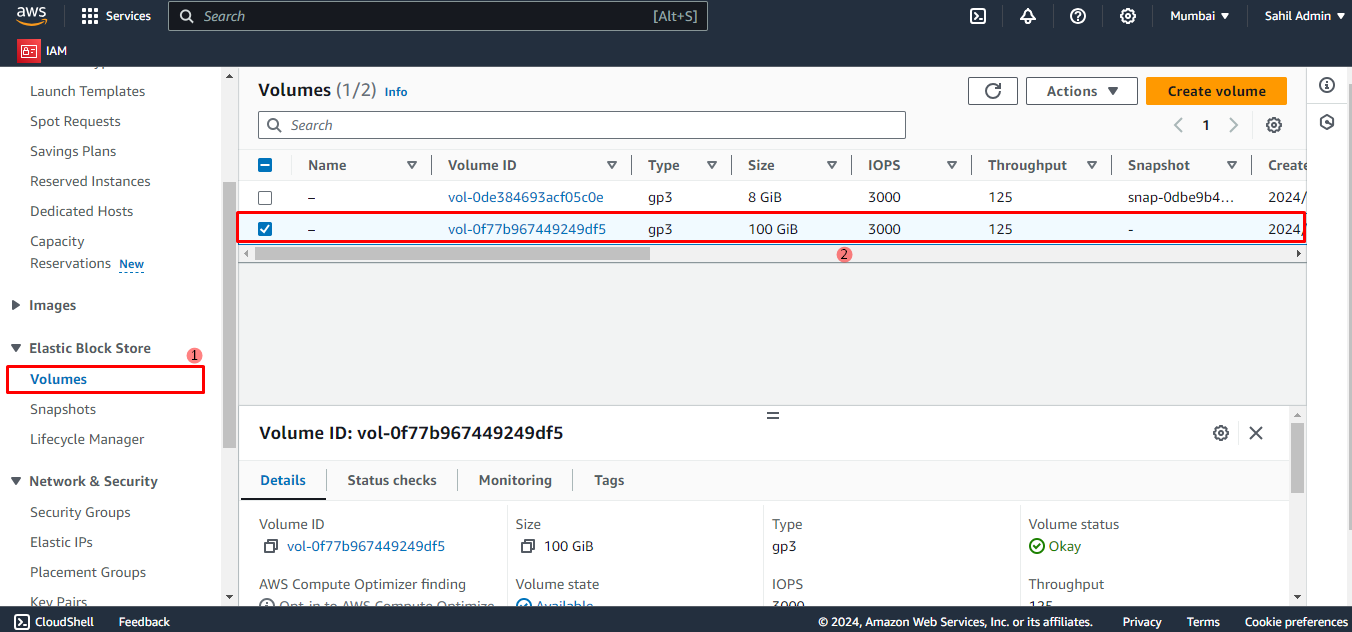 aws
Services
Search [Alt+S]
Mumbai
Sahil Admin
IAM
Launch Templates
Spot Requests
Savings Plans
Reserved Instances
Dedicated Hosts
Capacity
Reservations New
Images
Elastic Block Store
1
Volumes
Snapshots
Lifecycle Manager
Network & Security
Security Groups
Elastic IPs
Placement Groups
Key Pairs
Volumes (1/2) Info
Actions
Create volume
Search
1
Name Volume ID Type Size IOPS Throughput Snapshot Create
– vol-0de384693acf05c0e gp3 8 GiB 3000 125 snap-0dbe9b4... 2024/
– vol-0f77b967449249df5 gp3 100 GiB 3000 125 - 2024/
2
Volume ID: vol-0f77b967449249df5
Details Status checks Monitoring Tags
Volume ID
vol-0f77b967449249df5
Size
100 GiB
Type
gp3
Volume status
Okay
AWS Compute Optimizer finding
Opt-in to AWS Compute Optimize
Volume state
Available
IOPS
3000
Throughput
125
CloudShell Feedback © 2024, Amazon Web Services, Inc. or its affiliates. Privacy Terms Cookie preferences